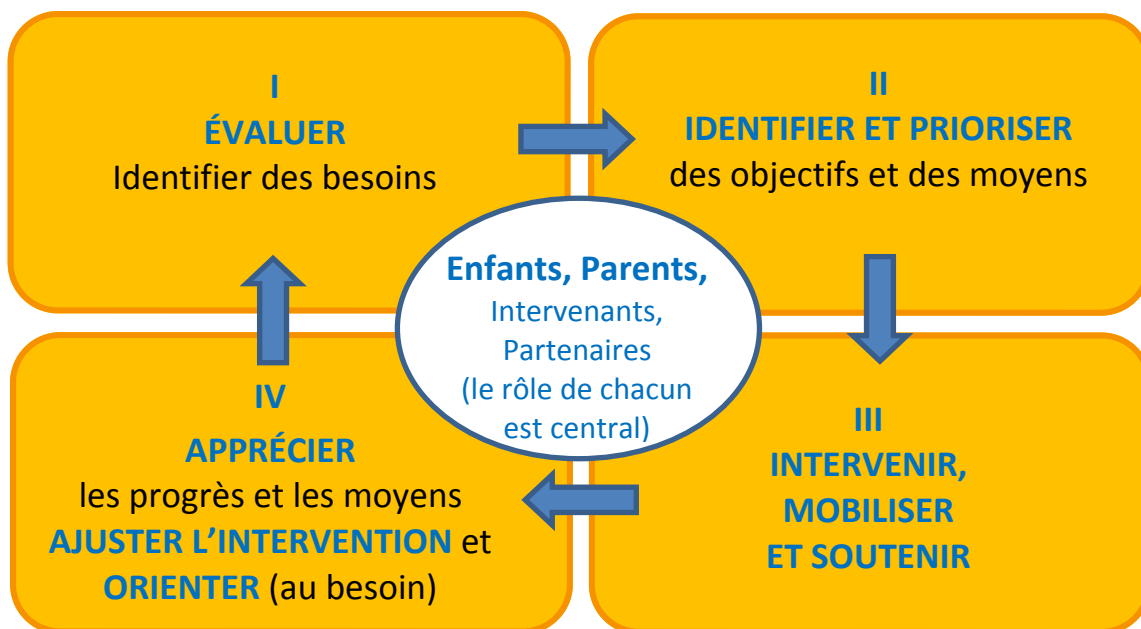 I
ÉVALUER
Identifier des besoins
II
IDENTIFIER ET PRIORISER
des objectifs et des moyens
Enfants, Parents,
Intervenants,
Partenaires
(le rôle de chacun
est central)
III
INTERVENIR,
MOBILISER
ET SOUTENIR
IV
APPRÉCIER
les progrès et les moyens
AJUSTER L’INTERVENTION et
ORIENTER (au besoin)